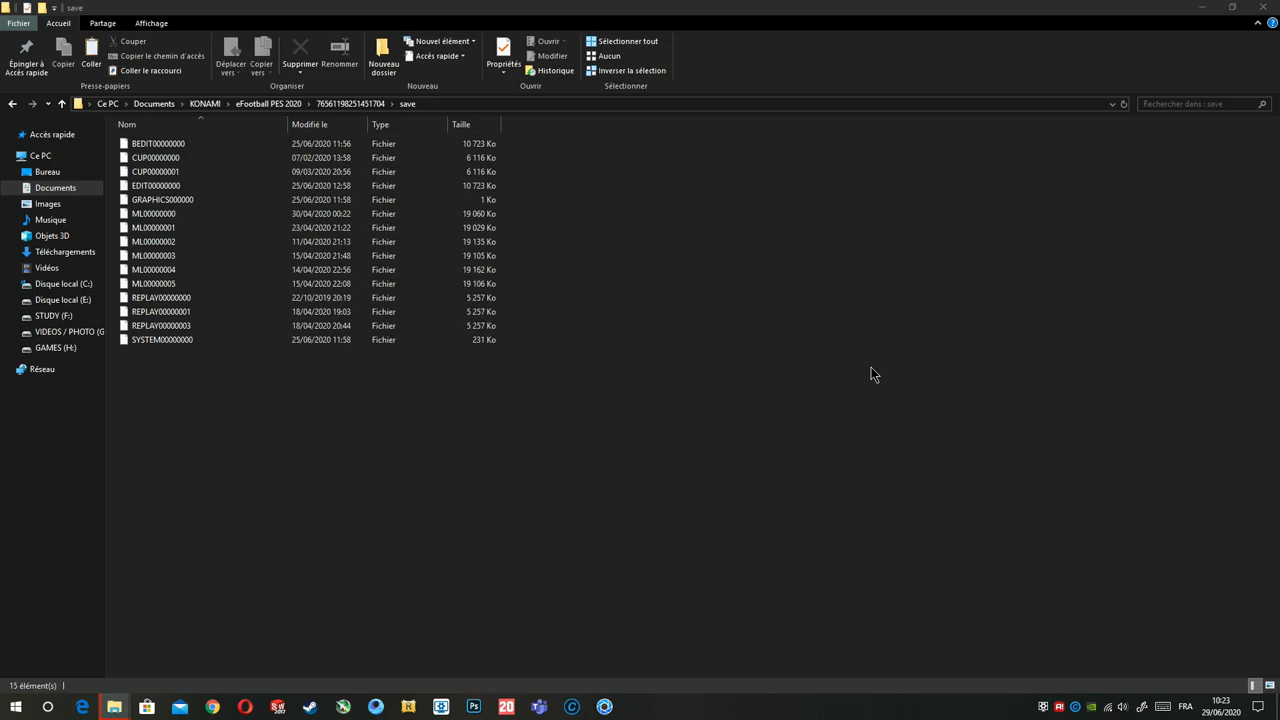 save
Fichier Accueil Partage Affichage
Épingler à Accès rapide
Copier
Coller
Couper
Copier le chemin d'accès
Coller le raccourci
Presse-papiers
Déplacer vers
Copier vers
Supprimer
Renommer
Organiser
Nouveau dossier
Nouvel élément
Accès rapide
Nouveau
Propriétés
Ouvrir
Modifier
Historique
Ouvrir
Sélectionner tout
Aucun
Inverser la sélection
Sélectionner
Ce PC > Documents > KONAMI > eFootball PES 2020 > 76561198251451704 > save
Rechercher dans : save
Accès rapide
Ce PC
Bureau
Documents
Images
Musique
Objets 3D
Téléchargements
Vidéos
Disque local (C:)
Disque local (E:)
STUDY (F:)
VIDEOS / PHOTO (G
GAMES (H:)
Réseau
Nom Modifié le Type Taille
BEDIT00000000 25/06/2020 11:56 Fichier 10 723 Ko
CUP00000000 07/02/2020 13:58 Fichier 6 116 Ko
CUP00000001 09/03/2020 20:56 Fichier 6 116 Ko
EDIT00000000 25/06/2020 12:58 Fichier 10 723 Ko
GRAPHICS000000 25/06/2020 11:58 Fichier 1 Ko
ML00000000 30/04/2020 00:22 Fichier 19 060 Ko
ML00000001 23/04/2020 21:22 Fichier 19 029 Ko
ML00000002 11/04/2020 21:13 Fichier 19 135 Ko
ML00000003 15/04/2020 21:48 Fichier 19 105 Ko
ML00000004 14/04/2020 22:56 Fichier 19 162 Ko
ML00000005 15/04/2020 22:08 Fichier 19 106 Ko
REPLAY00000000 22/10/2019 20:19 Fichier 5 257 Ko
REPLAY00000001 18/04/2020 19:03 Fichier 5 257 Ko
REPLAY00000003 18/04/2020 20:44 Fichier 5 257 Ko
SYSTEM00000000 25/06/2020 11:58 Fichier 231 Ko
15 élément(s)
SW
2017
R
Ps
20
FRA
10:23
29/06/2020